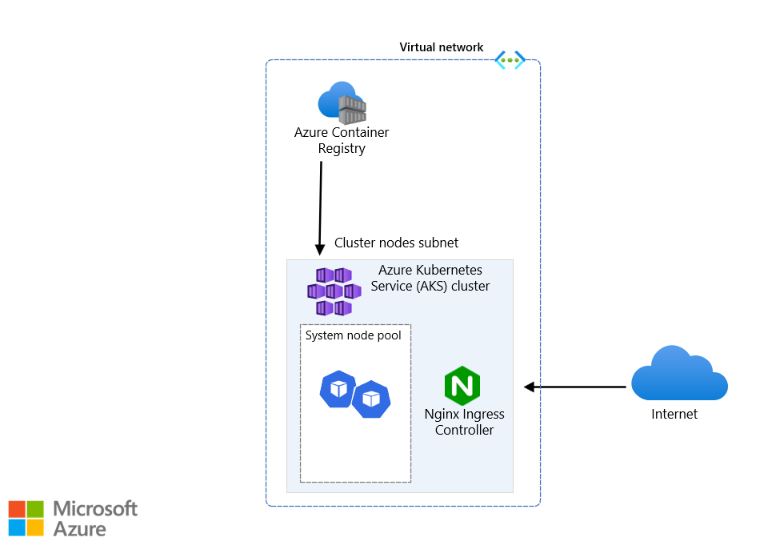 Virtual network
Azure Container
Registry
Cluster nodes subnet
Azure Kubernetes
Service (AKS) cluster
System node pool
Nginx Ingress
Controller
Internet
Microsoft
Azure